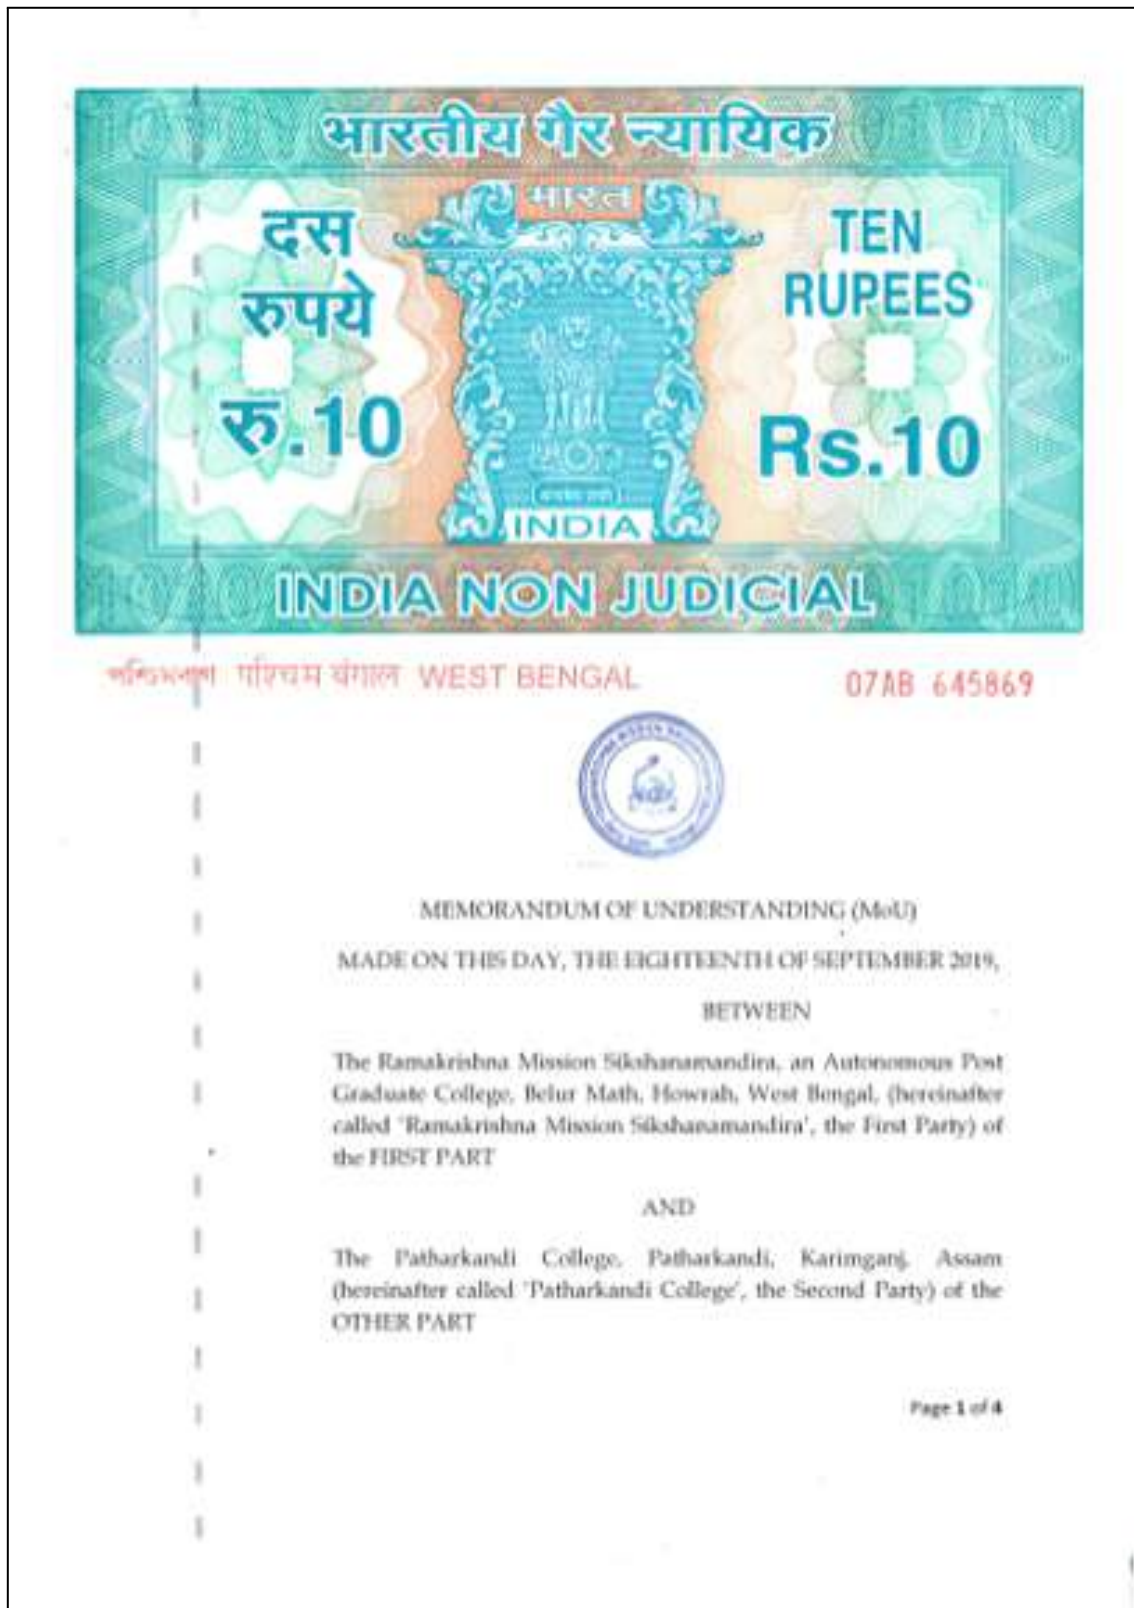 भारतीय गैर न्यायिक
भारत
दस
रुपये
रु.10
TEN
RUPEES
Rs.10
INDIA
INDIA NON JUDICIAL
पश्चिम बंगाल WEST BENGAL
07AB 645869
MEMORANDUM OF UNDERSTANDING (MoU)
MADE ON THIS DAY, THE EIGHTEENTH OF SEPTEMBER 2019,
BETWEEN
The Ramakrishna Mission Sikshanamandira, an Autonomous Post
Graduate College, Belur Math, Howrah, West Bengal, (hereinafter
called 'Ramakrishna Mission Sikshanamandira', the First Party) of
the FIRST PART
AND
The Patharkandi College, Patharkandi, Karimganj, Assam
(hereinafter called 'Patharkandi College', the Second Party) of the
OTHER PART
Page 1 of 4